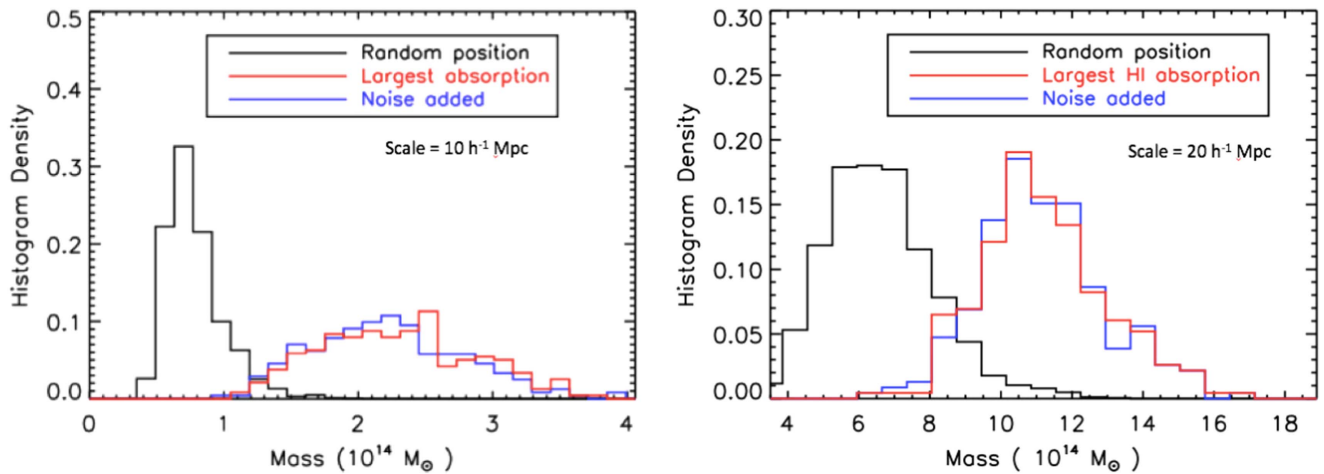 0.5
0.4
0.3
0.2
0.1
0.0
Histogram Density
Random position
Largest absorption
Noise added
Scale = 10 h⁻¹ Mpc
0 1 2 3 4
Mass (10¹⁴ M☉)
0.30
0.25
0.20
0.15
0.10
0.05
0.00
Histogram Density
Random position
Largest HI absorption
Noise added
Scale = 20 h⁻¹ Mpc
4 6 8 10 12 14 16 18
Mass ( 10¹⁴ M☉)